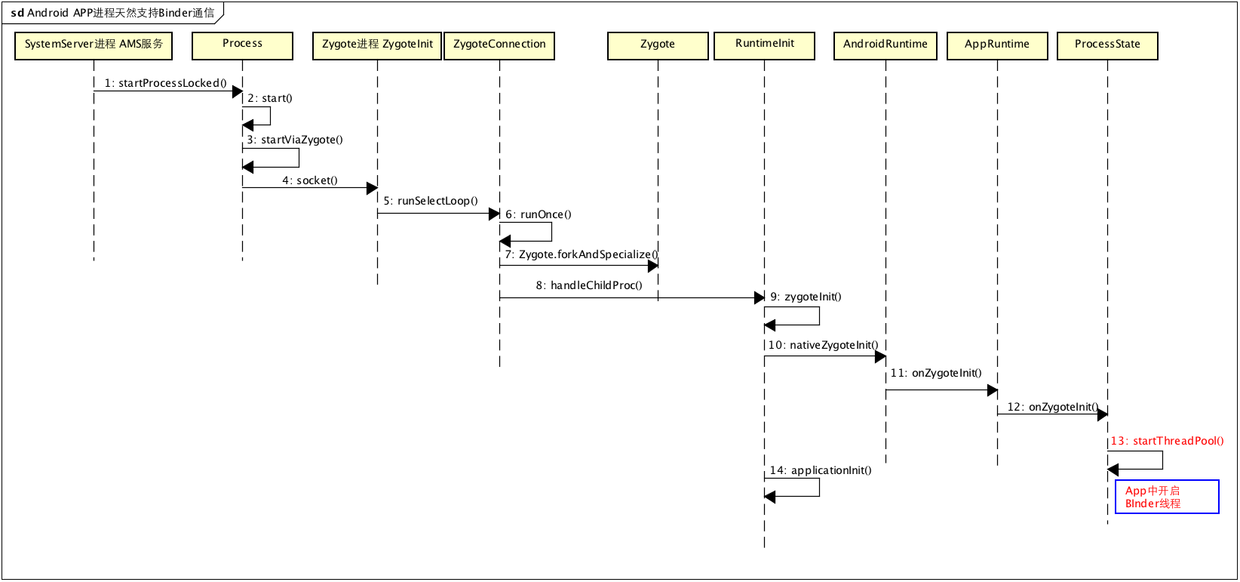 sd Android APP进程天然支持Binder通信
SystemServer进程 AMS服务
Process
Zygote进程 ZygoteInit
ZygoteConnection
Zygote
RuntimeInit
AndroidRuntime
AppRuntime
ProcessState
1: startProcessLocked()
2: start()
3: startViaZygote()
4: socket()
5: runSelectLoop()
6: runOnce()
7: Zygote.forkAndSpecialize()
8: handleChildProc()
9: zygoteInit()
10: nativeZygoteInit()
11: onZygoteInit()
12: onZygoteInit()
13: startThreadPool()
14: applicationInit()
App中开启
BInder线程